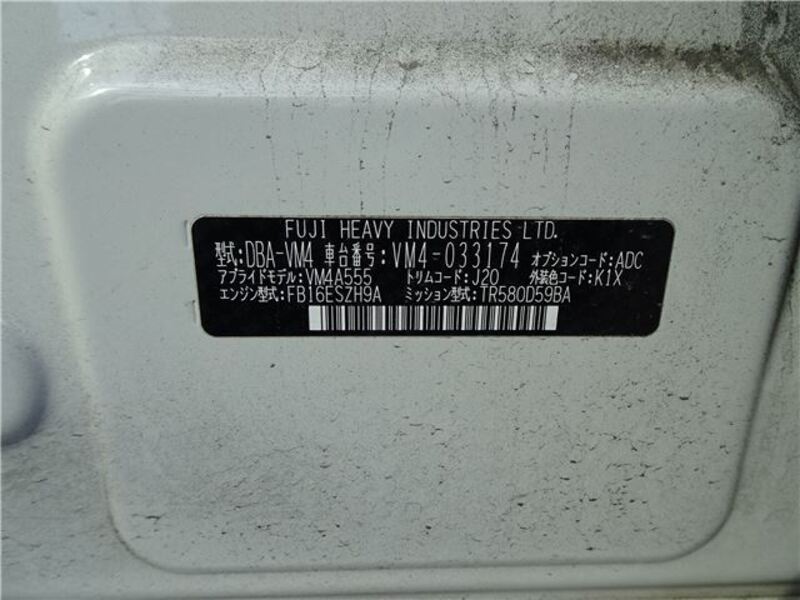 FUJI HEAVY INDUSTRIES LTD.
型式:DBA-VM4 車台番号:VM4-033174 オプションコード:ADC
アプライドモデル:VM4A555 トリムコード:J20 外装色コード:K1X
エンジン型式:FB16ESZH9A ミッション型式:TR580D59BA